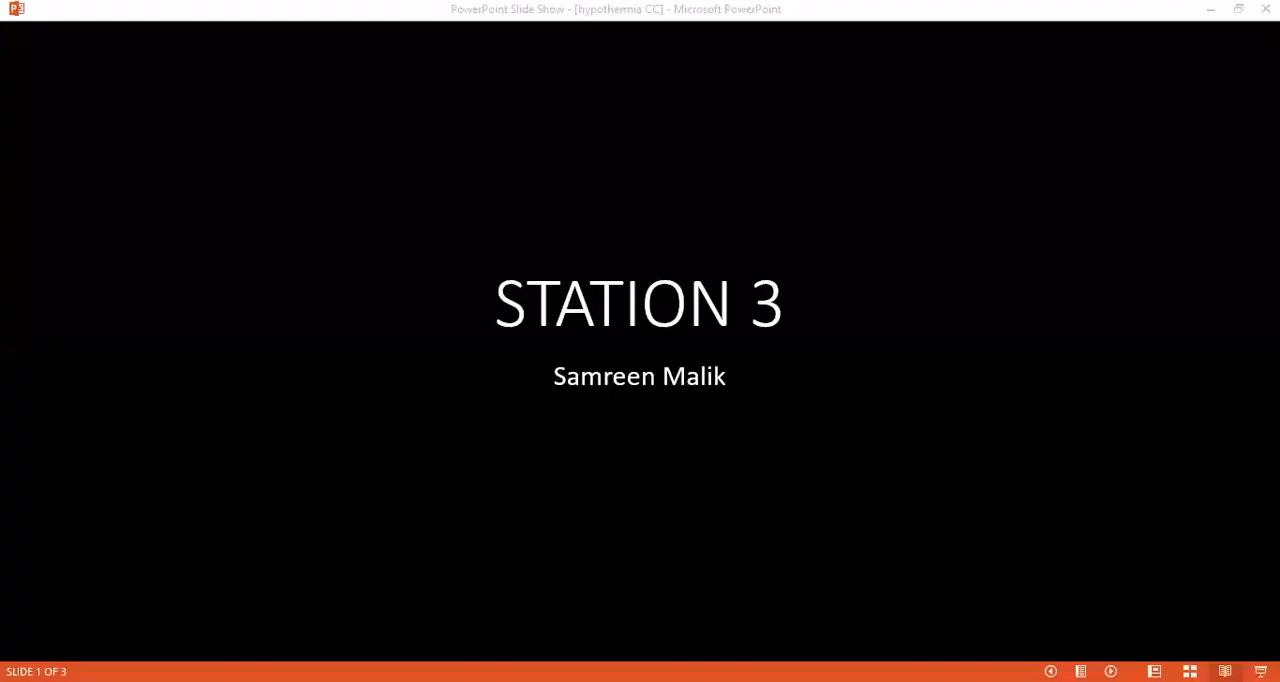 PowerPoint Slide Show - [hypothermia CC] - Microsoft PowerPoint
STATION 3
Samreen Malik
SLIDE 1 OF 3